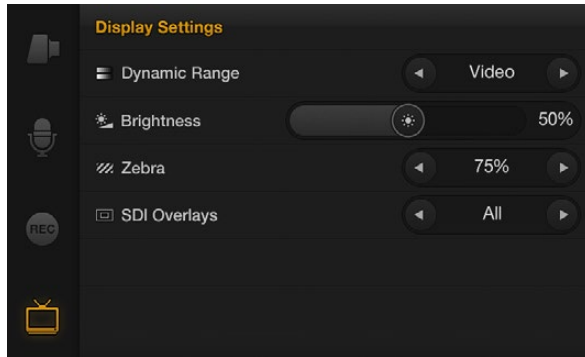 Display Settings
Dynamic Range Video
Brightness 50%
Zebra 75%
REC SDI Overlays All